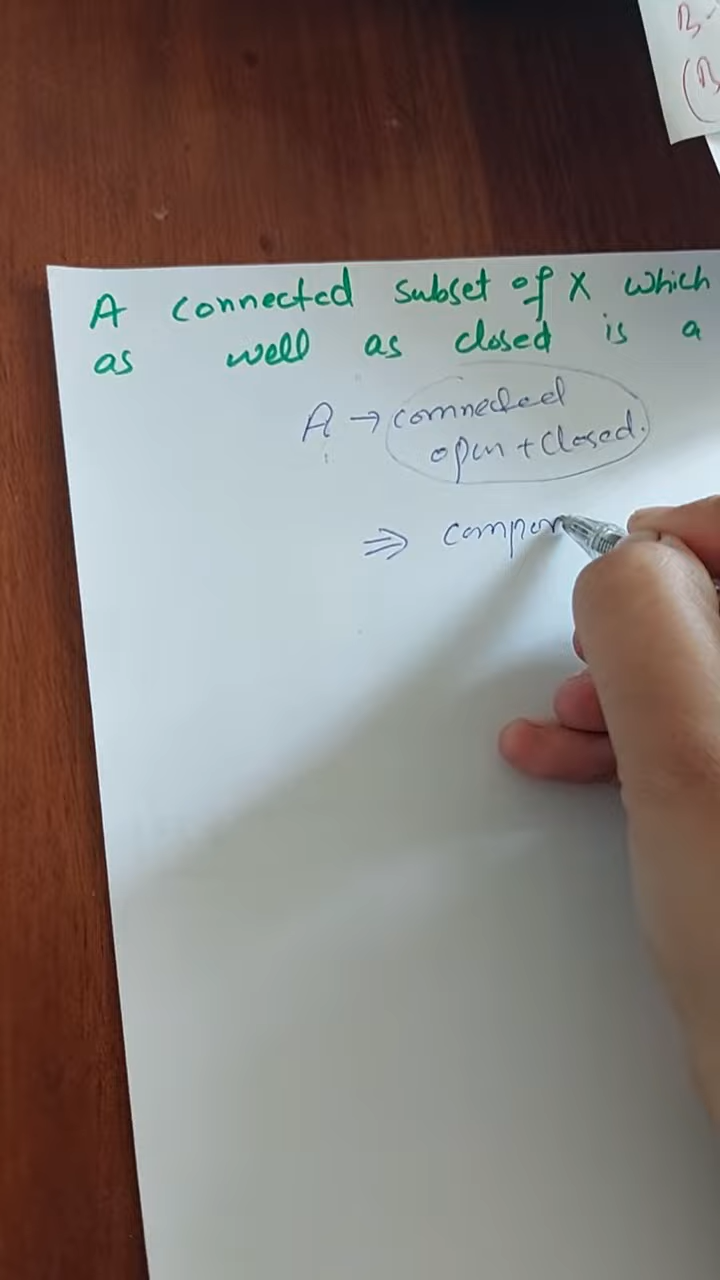 B-
(B
A connected subset of X which
as well as closed is a
A → connected
open + closed.
⇒ compon